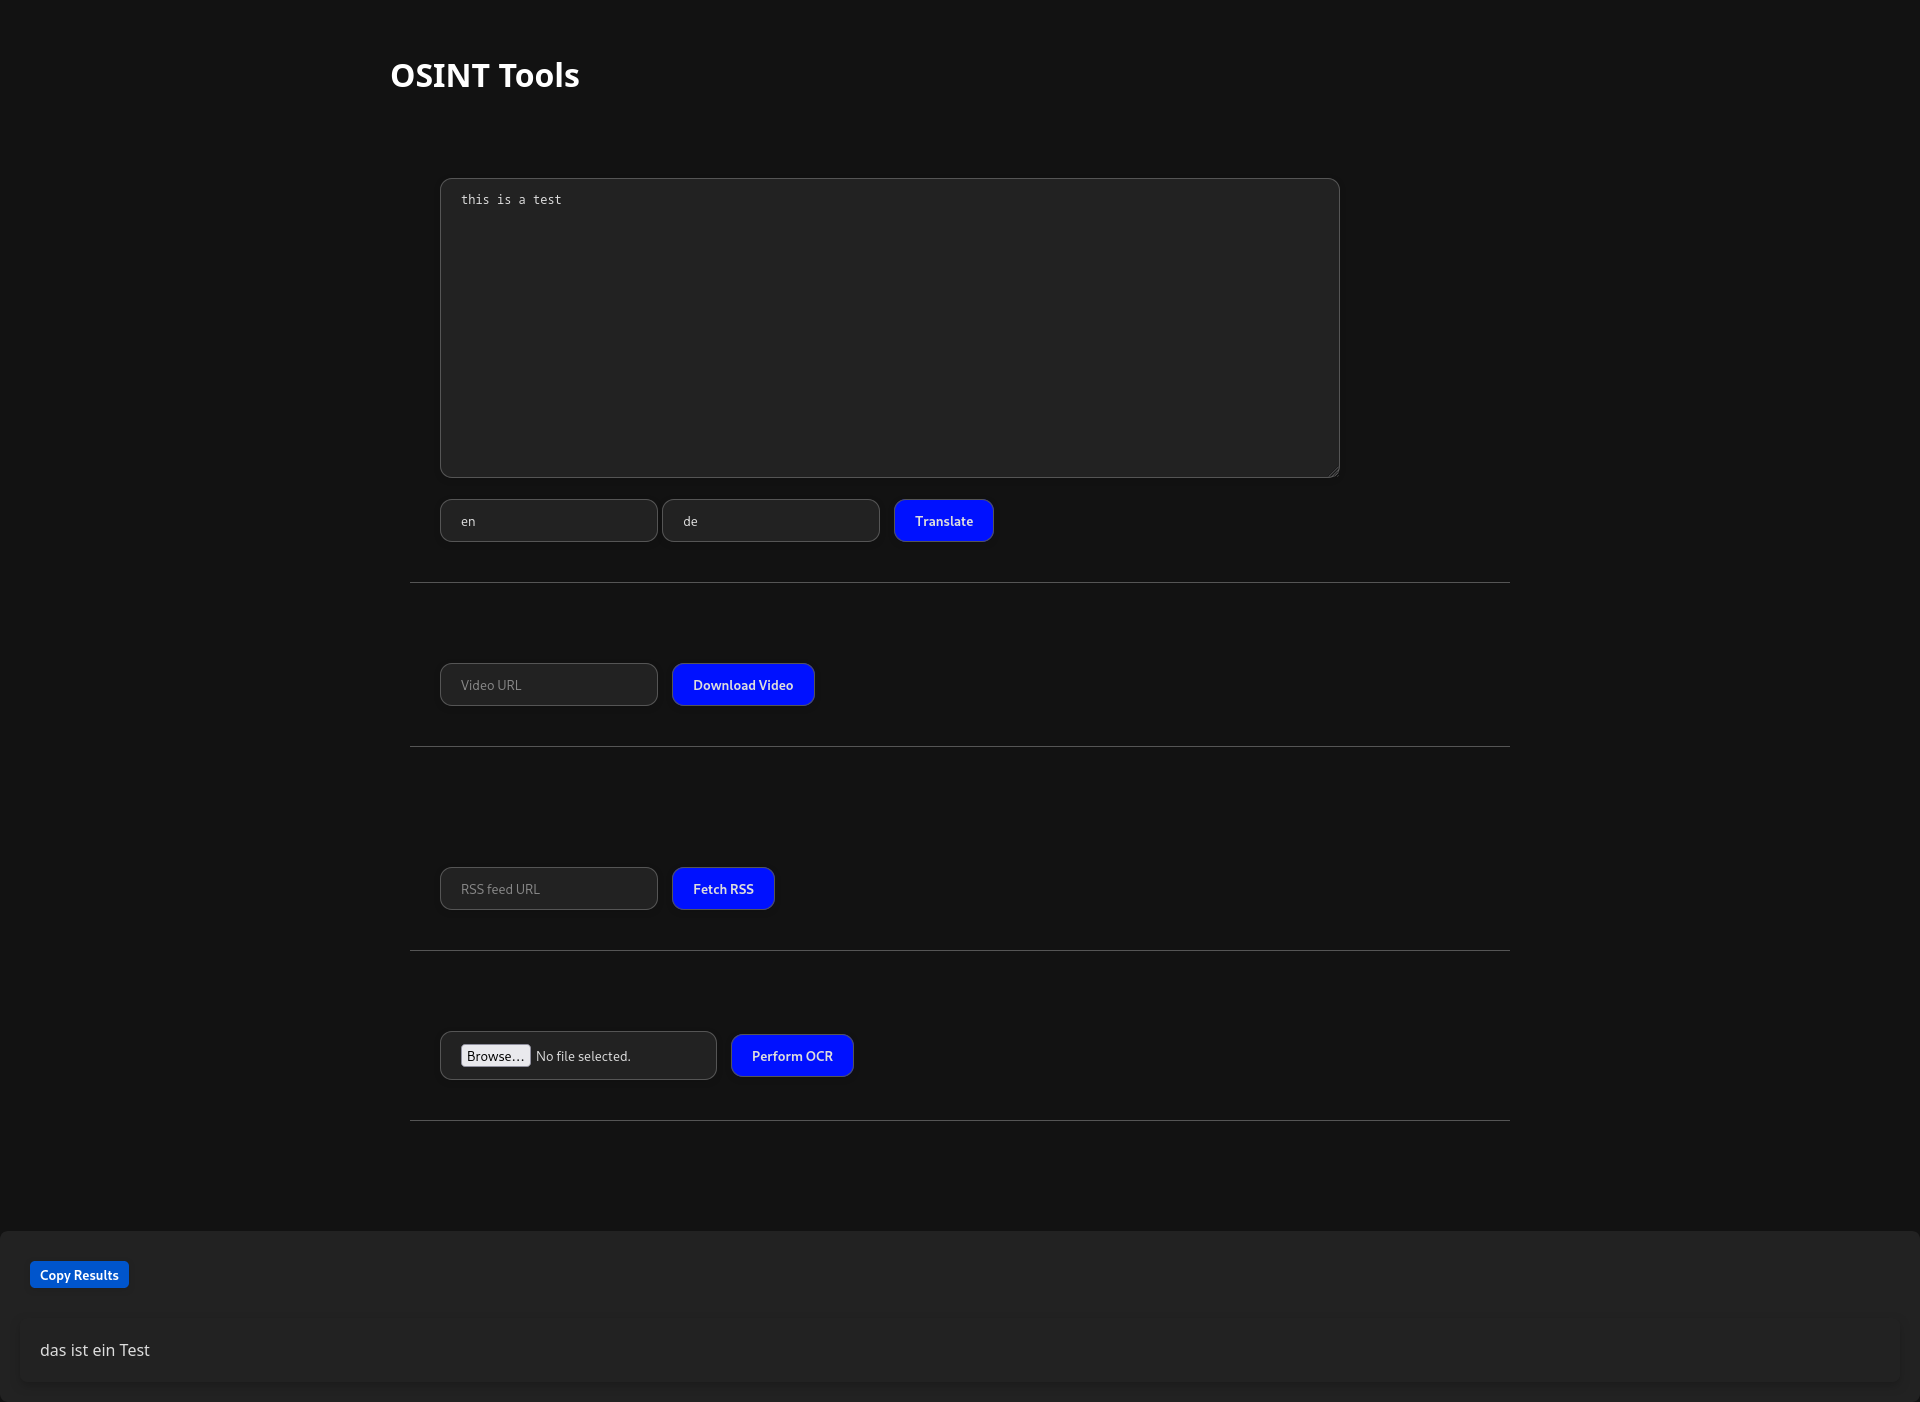 OSINT Tools
this is a test
en de Translate
Video URL Download Video
RSS feed URL Fetch RSS
Browse... No file selected. Perform OCR
Copy Results
das ist ein Test